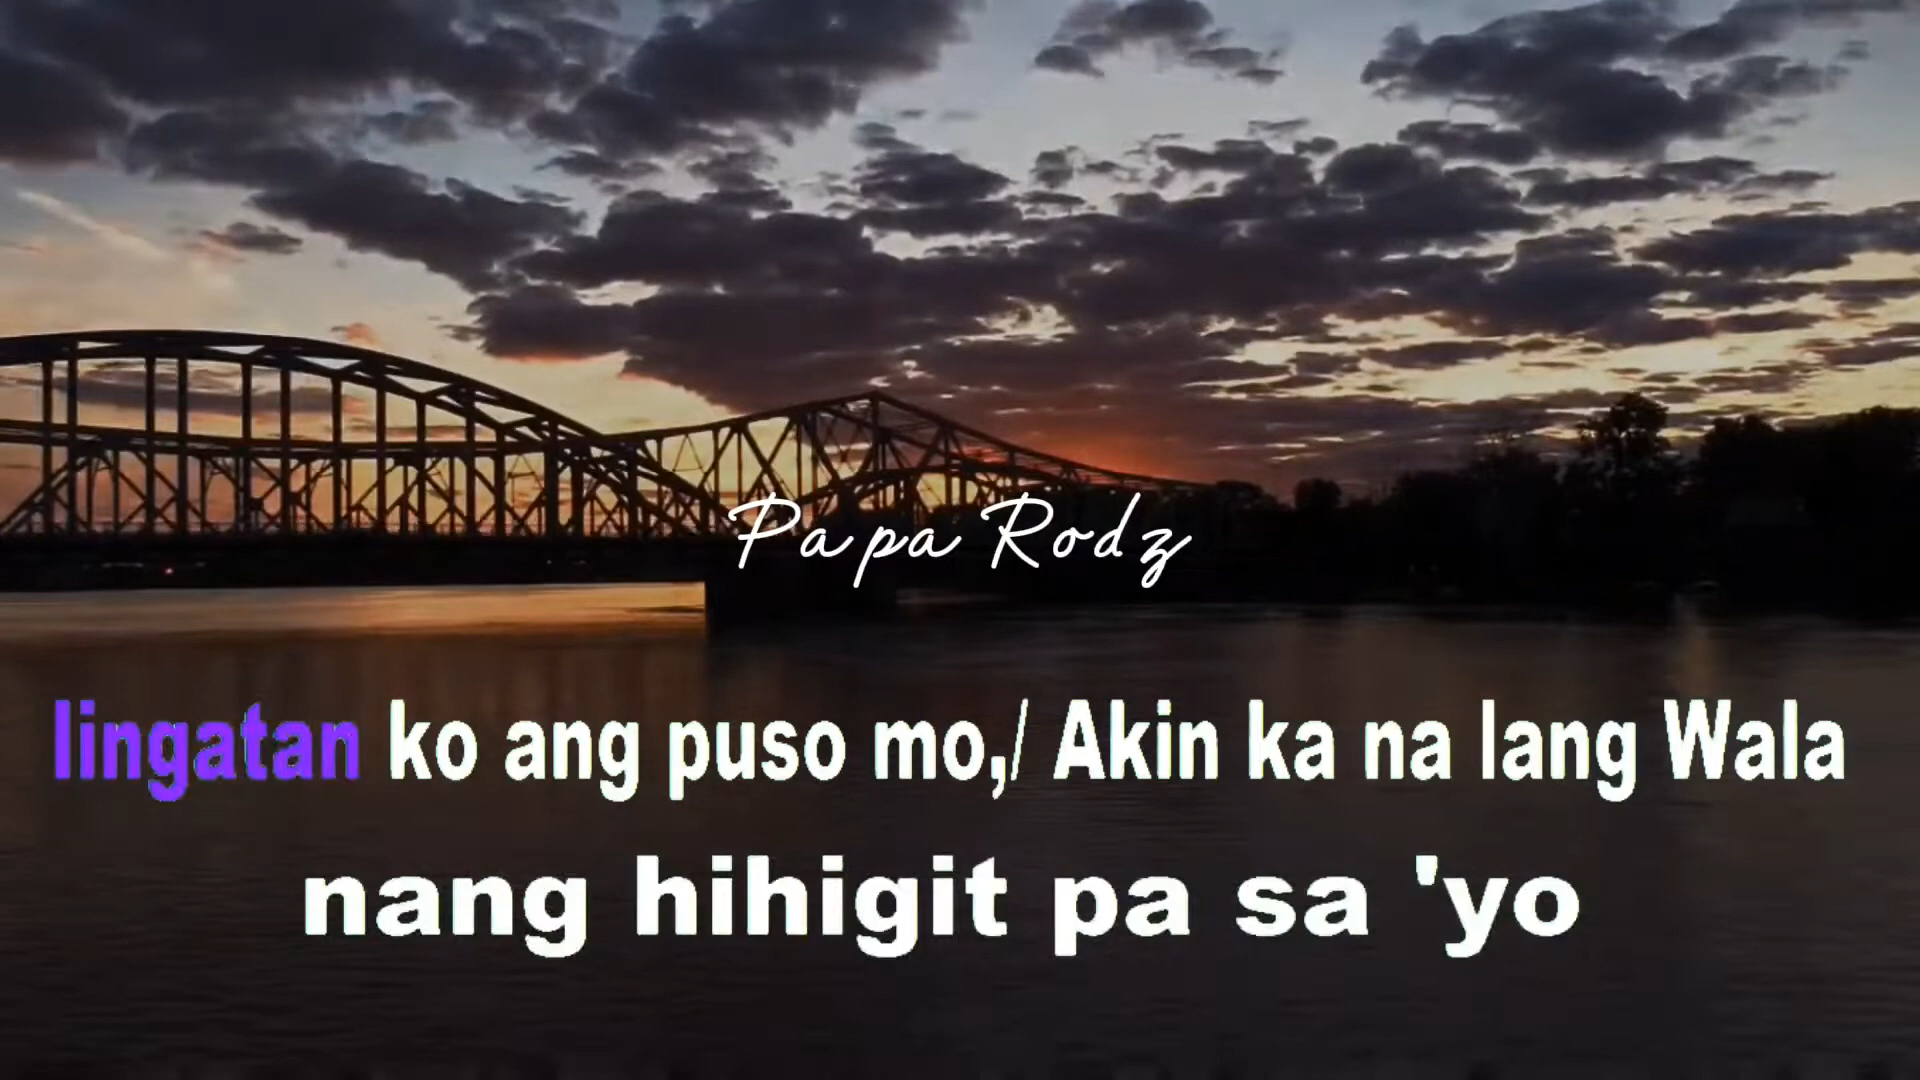 Papa Rodz
lingatan ko ang puso mo,/ Akin ka na lang Wala
nang hihigit pa sa 'yo